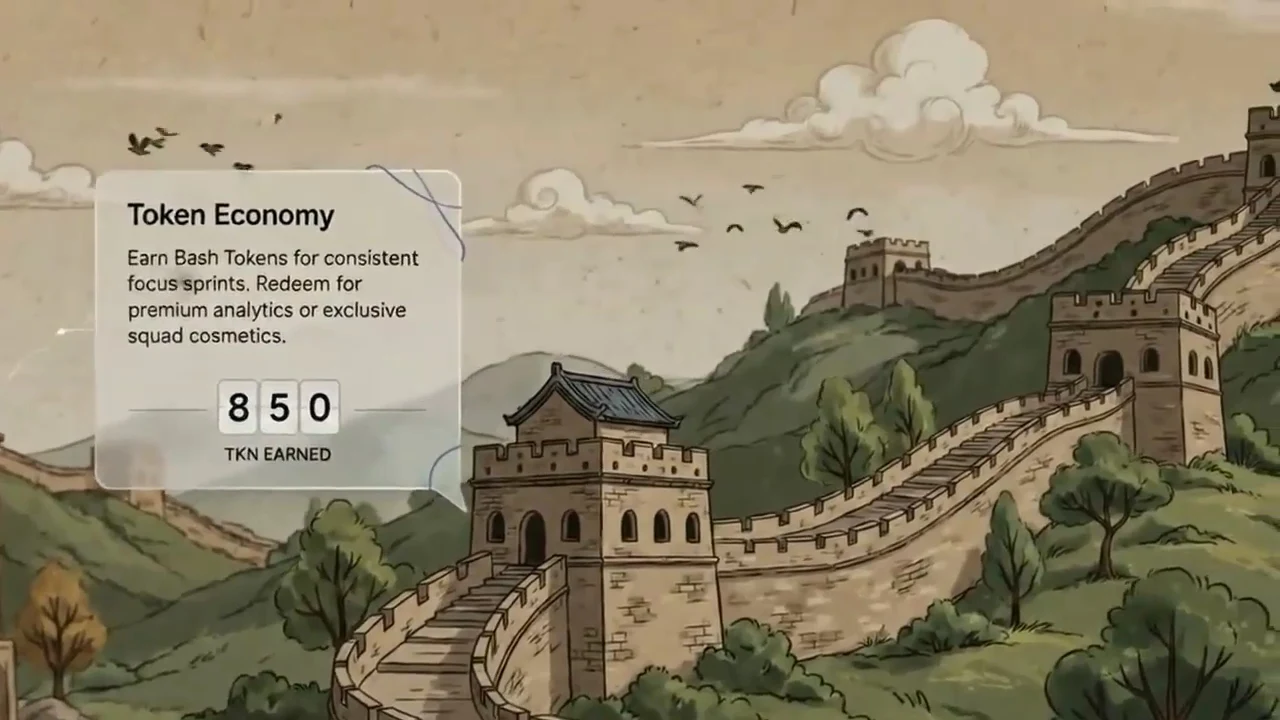 Token Economy
Earn Bash Tokens for consistent
focus sprints. Redeem for
premium analytics or exclusive
squad cosmetics.
850
TKN EARNED